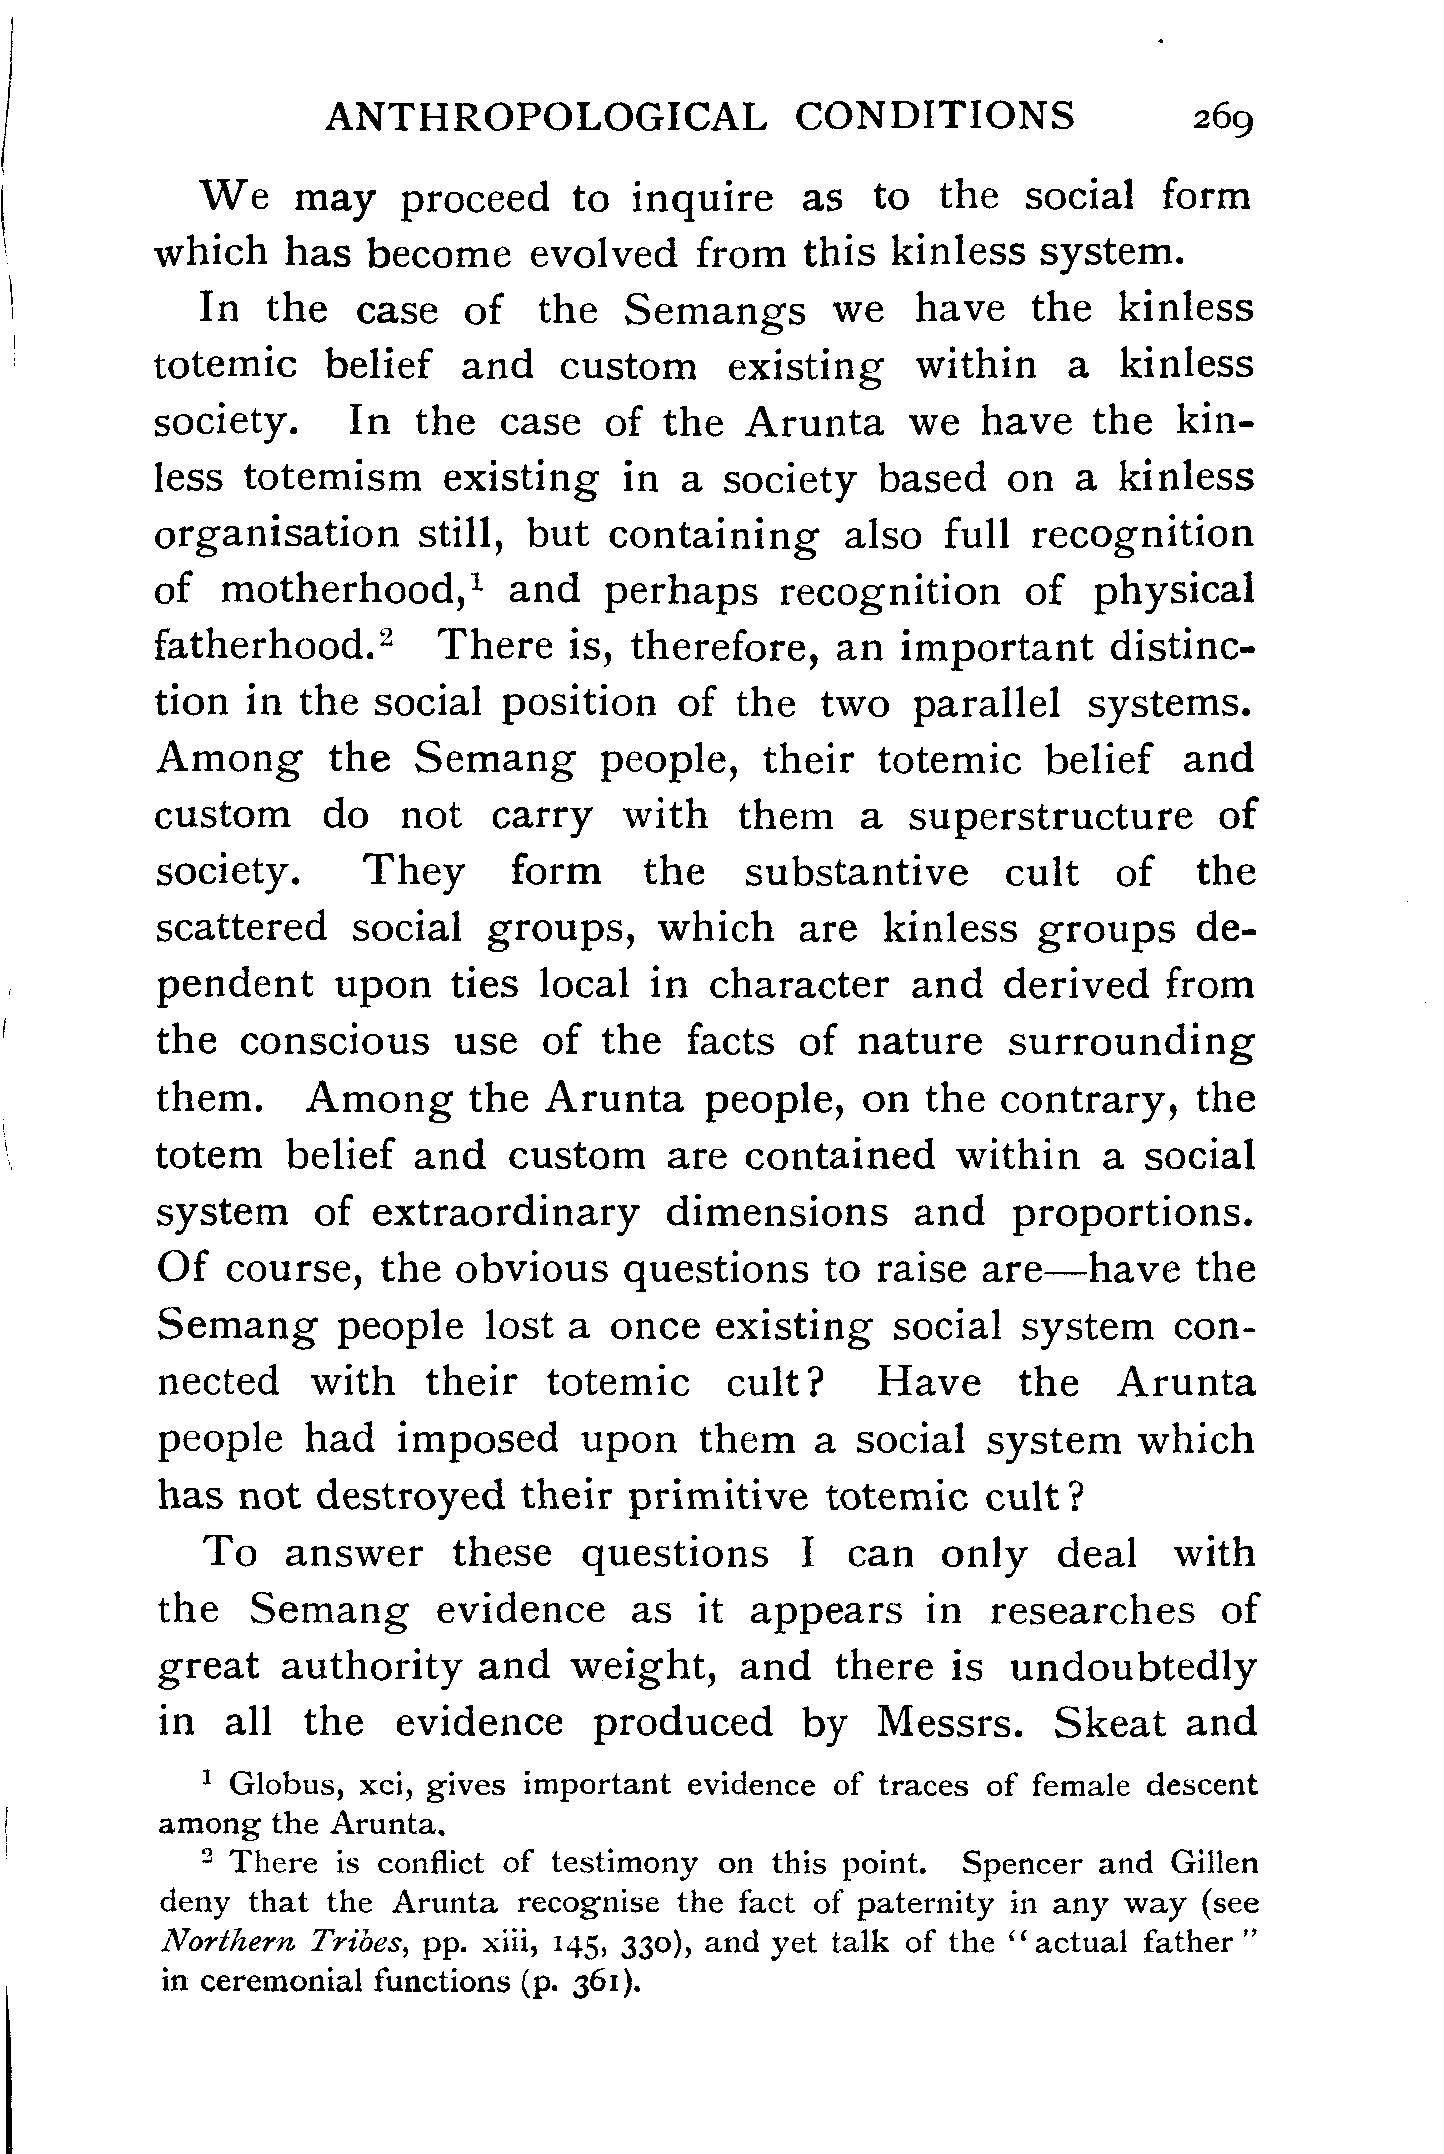 ANTHROPOLOGICAL CONDITIONS 269
We may proceed to inquire as to the social form
which has become evolved from this kinless system.
In the case of the Semangs we have the kinless
totemic belief and custom existing within a kinless
society. In the case of the Arunta we have the kin-
less totemism existing in a society based on a kinless
organisation still, but containing also full recognition
of motherhood,¹ and perhaps recognition of physical
fatherhood.² There is, therefore, an important distinc-
tion in the social position of the two parallel systems.
Among the Semang people, their totemic belief and
custom do not carry with them a superstructure of
society. They form the substantive cult of the
scattered social groups, which are kinless groups de-
pendent upon ties local in character and derived from
the conscious use of the facts of nature surrounding
them. Among the Arunta people, on the contrary, the
totem belief and custom are contained within a social
system of extraordinary dimensions and proportions.
Of course, the obvious questions to raise are—have the
Semang people lost a once existing social system con-
nected with their totemic cult? Have the Arunta
people had imposed upon them a social system which
has not destroyed their primitive totemic cult?
To answer these questions I can only deal with
the Semang evidence as it appears in researches of
great authority and weight, and there is undoubtedly
in all the evidence produced by Messrs. Skeat and
¹ Globus, xci, gives important evidence of traces of female descent
among the Arunta.
² There is conflict of testimony on this point. Spencer and Gillen
deny that the Arunta recognise the fact of paternity in any way (see
Northern Tribes, pp. xiii, 145, 330), and yet talk of the "actual father"
in ceremonial functions (p. 361).